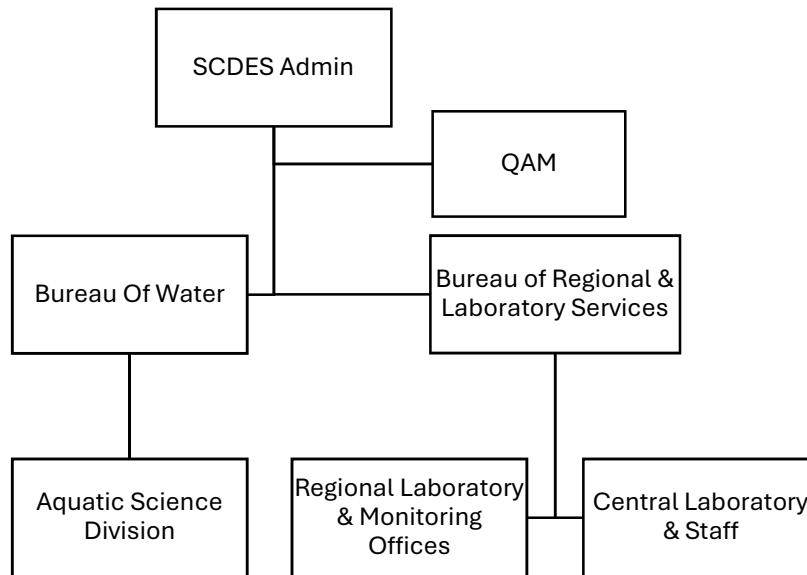 SCDES Admin
QAM
Bureau Of Water
Bureau of Regional &
Laboratory Services
Aquatic Science
Division
Regional Laboratory
& Monitoring
Offices
Central Laboratory
& Staff